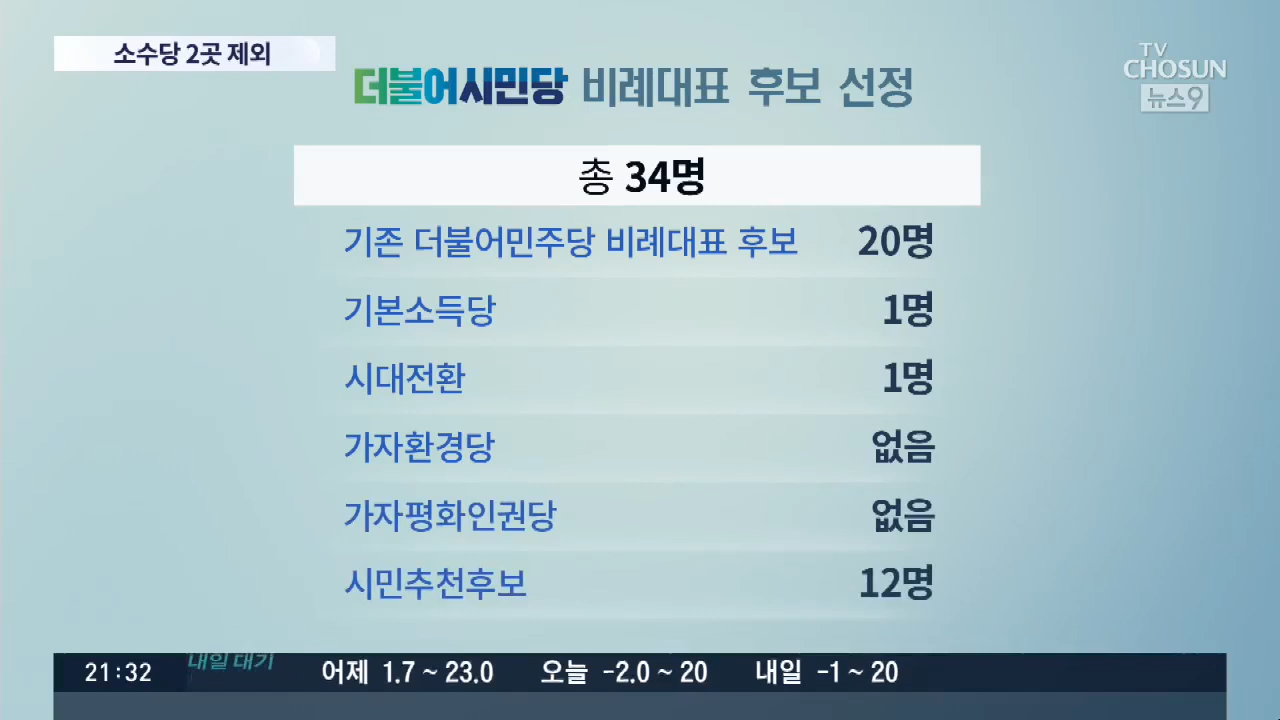 소수당 2곳 제외
TV CHOSUN
뉴스9
더불어시민당 비례대표 후보 선정
총 34명
기존 더불어민주당 비례대표 후보 20명
기본소득당 1명
시대전환 1명
가자환경당 없음
가자평화인권당 없음
시민추천후보 12명
21:32 내일 대기 어제 1.7 ~ 23.0 오늘 -2.0 ~ 20 내일 -1 ~ 20